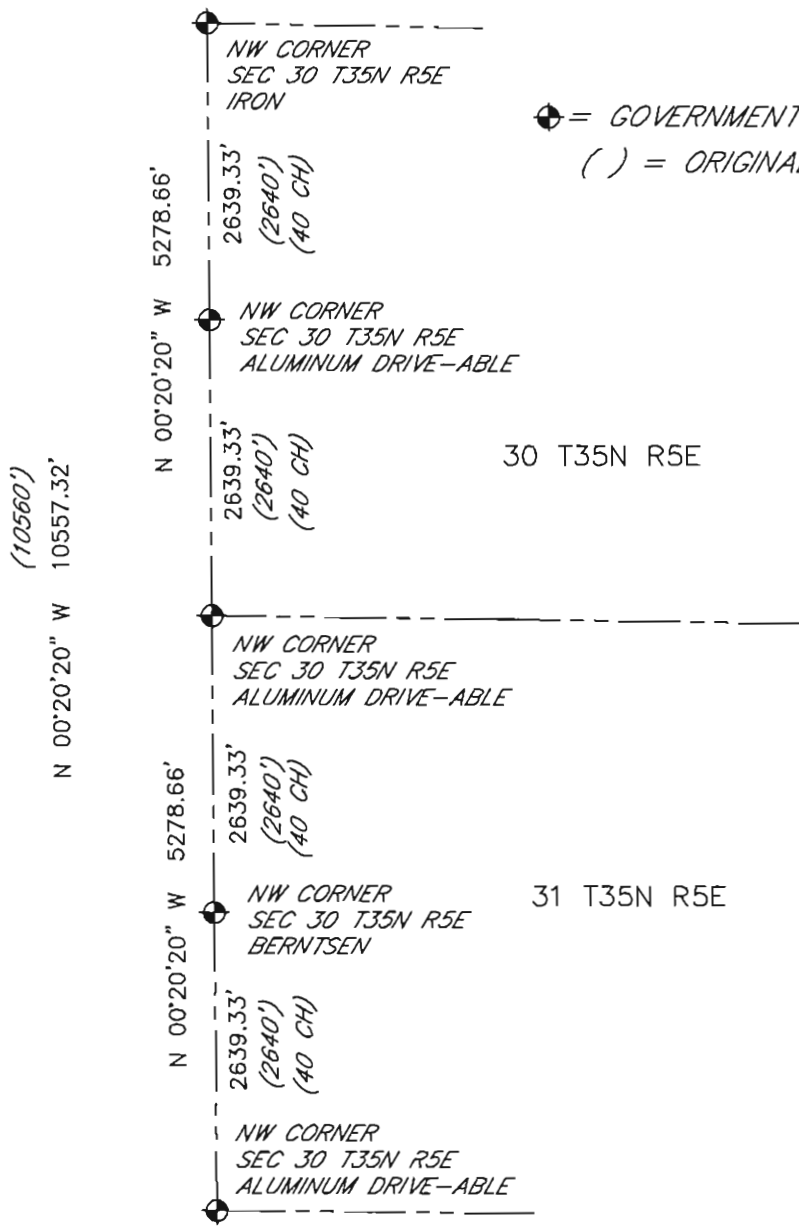 NW CORNER
SEC 30 T35N R5E
IRON
= GOVERNMENT
( ) = ORIGINAL
N 00°20'20" W 5278.66'
2639.33'
(2640')
(40 CH)
NW CORNER
SEC 30 T35N R5E
ALUMINUM DRIVE-ABLE
(10560')
N 00°20'20" W 10557.32'
2639.33'
(2640')
(40 CH)
30 T35N R5E
NW CORNER
SEC 30 T35N R5E
ALUMINUM DRIVE-ABLE
N 00°20'20" W 5278.66'
2639.33'
(2640')
(40 CH)
NW CORNER
SEC 30 T35N R5E
BERNTSEN
31 T35N R5E
2639.33'
(2640')
(40 CH)
NW CORNER
SEC 30 T35N R5E
ALUMINUM DRIVE-ABLE